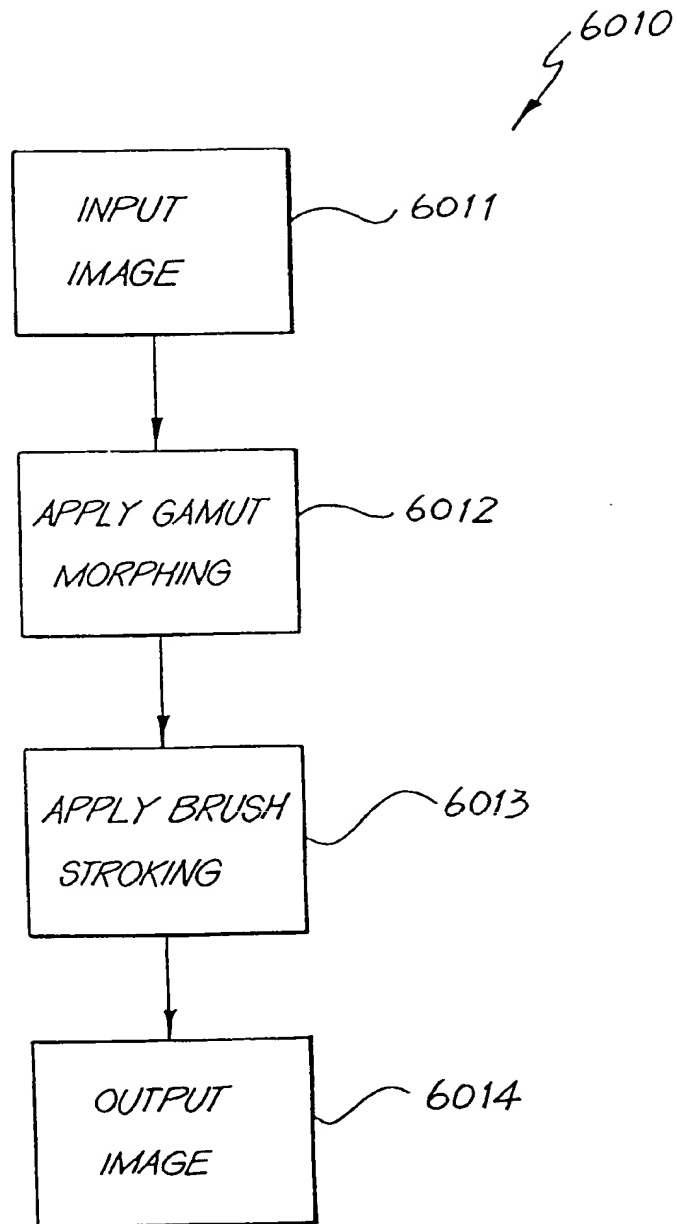 6010
INPUT
IMAGE
6011
APPLY GAMUT
MORPHING
6012
APPLY BRUSH
STROKING
6013
OUTPUT
IMAGE
6014